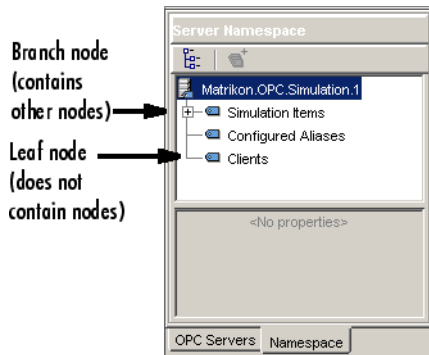 Server Namespace
Branch node
(contains
other nodes)
Leaf node
(does not
contain nodes)
Matrikon.OPC.Simulation.1
Simulation Items
Configured Aliases
Clients
<No properties>
OPC Servers
Namespace